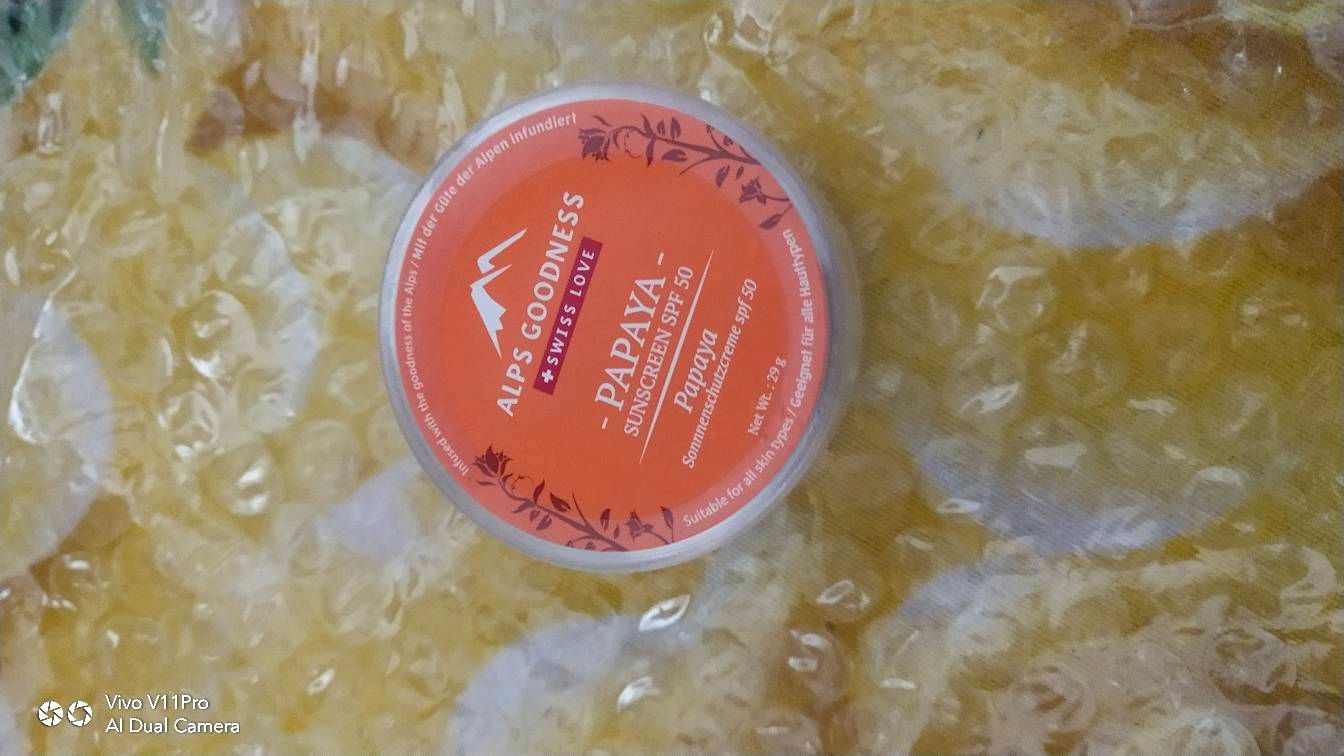 Infused with the goodness of the Alps / Mit der Güte der Alpen infundiert
ALPS GOODNESS
SWISS LOVE
- PAPAYA -
SUNSCREEN SPF 50
Papaya
Sonnnenschutzcreme spf 50
Net Wt.: 29 g
Suitable for all skin types / Geeignet für alle Hauttypen
Vivo V11Pro
AI Dual Camera